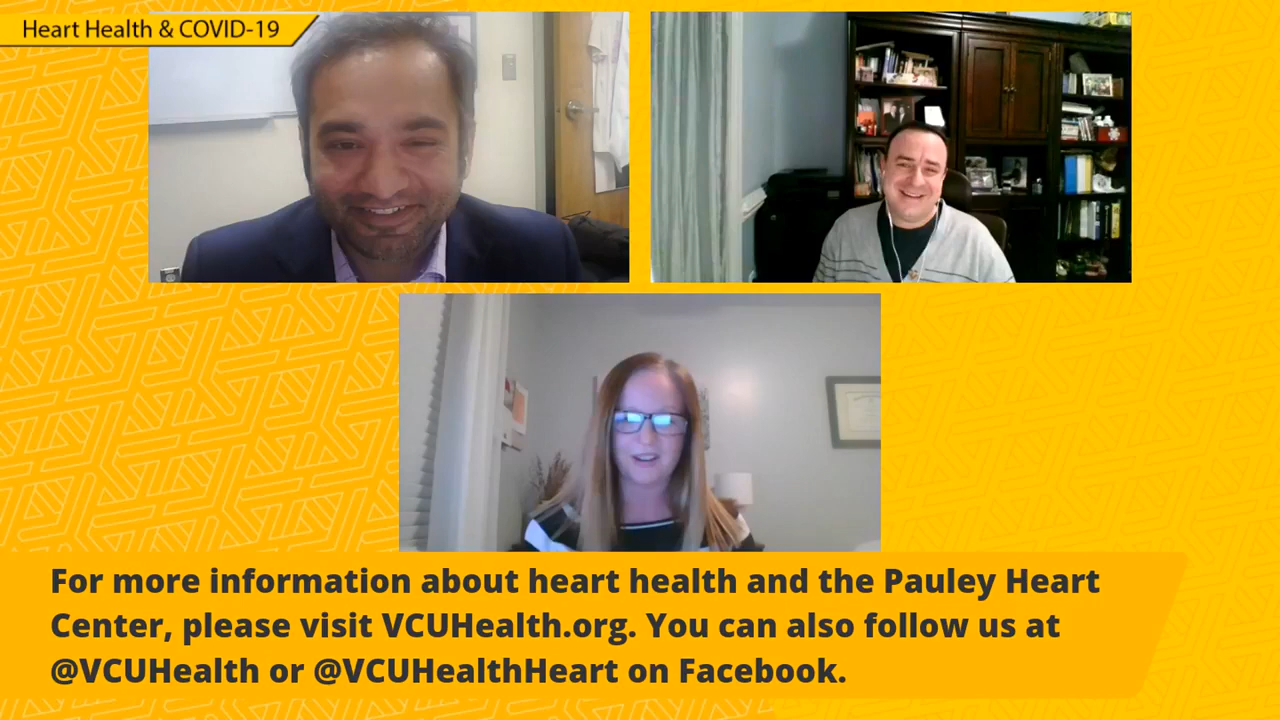 Heart Health & COVID-19
For more information about heart health and the Pauley Heart
Center, please visit VCUHealth.org. You can also follow us at
@VCUHealth or @VCUHealthHeart on Facebook.